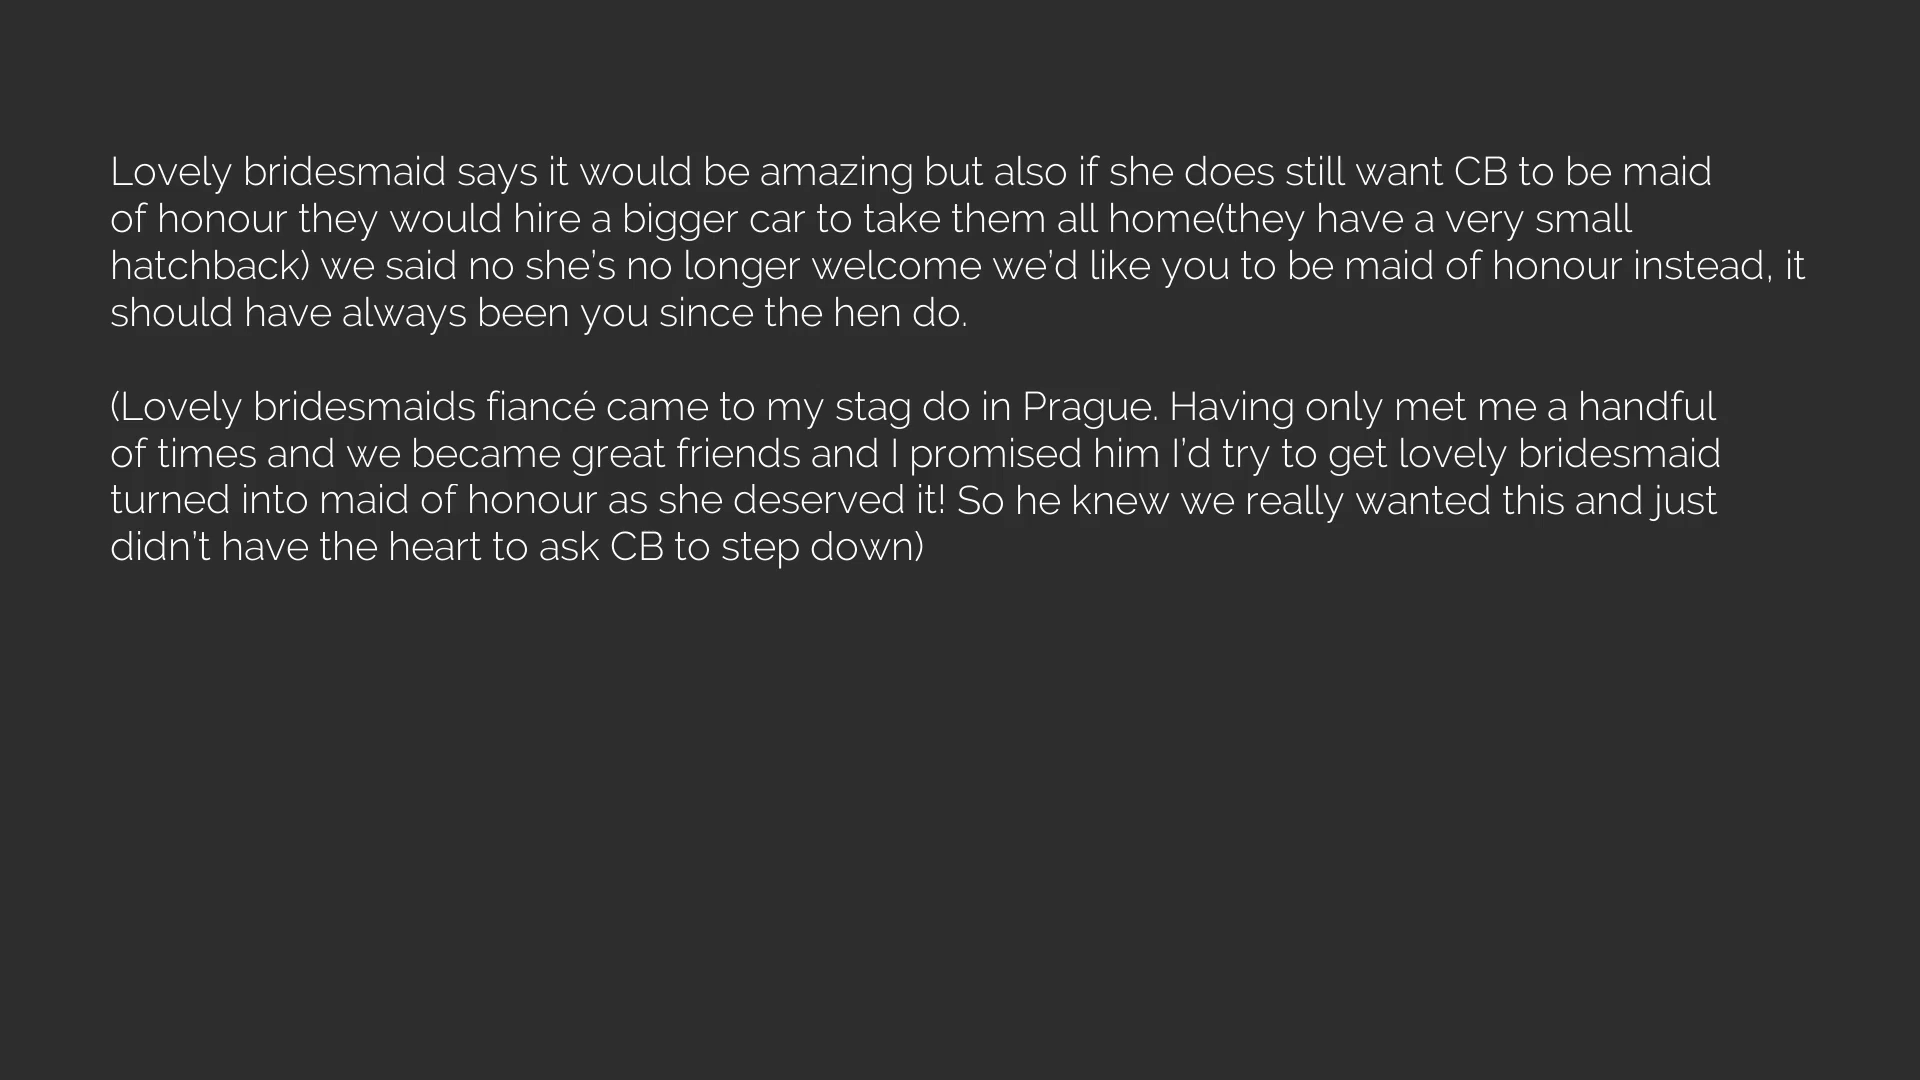 Lovely bridesmaid says it would be amazing but also if she does still want CB to be maid
of honour they would hire a bigger car to take them all home(they have a very small
hatchback) we said no she’s no longer welcome we’d like you to be maid of honour instead, it
should have always been you since the hen do.
(Lovely bridesmaids fiancé came to my stag do in Prague. Having only met me a handful
of times and we became great friends and I promised him I’d try to get lovely bridesmaid
turned into maid of honour as she deserved it! So he knew we really wanted this and just
didn’t have the heart to ask CB to step down)